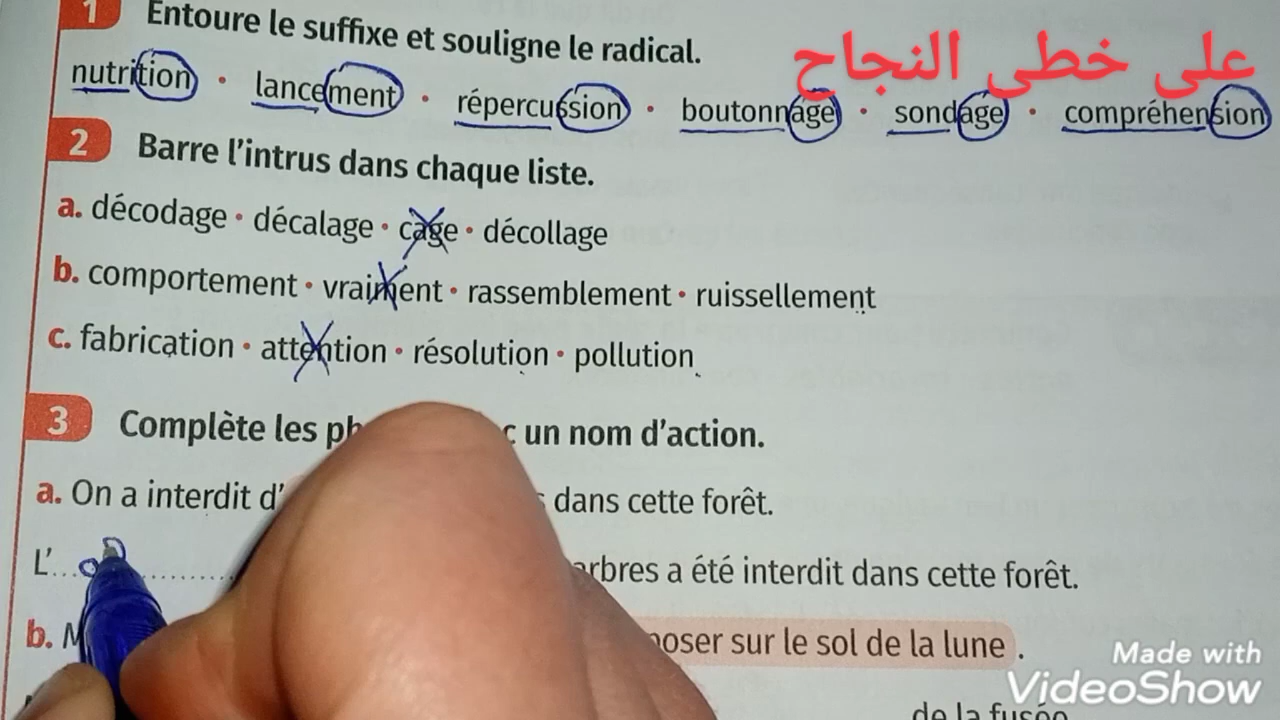 1 Entoure le suffixe et souligne le radical.
على خطى النجاح
nutrition • lancement • répercussion • boutonnage • sondage • compréhension
2 Barre l'intrus dans chaque liste.
a. décodage • décalage • cage • décollage
b. comportement • vraiment • rassemblement • ruissellement
c. fabrication • attention • résolution • pollution
3 Complète les un nom d'action.
a. On a interdit d' dans cette forêt.
L'... arbres a été interdit dans cette forêt.
b. poser sur le sol de la lune .
de la fusée
Made with
VideoShow